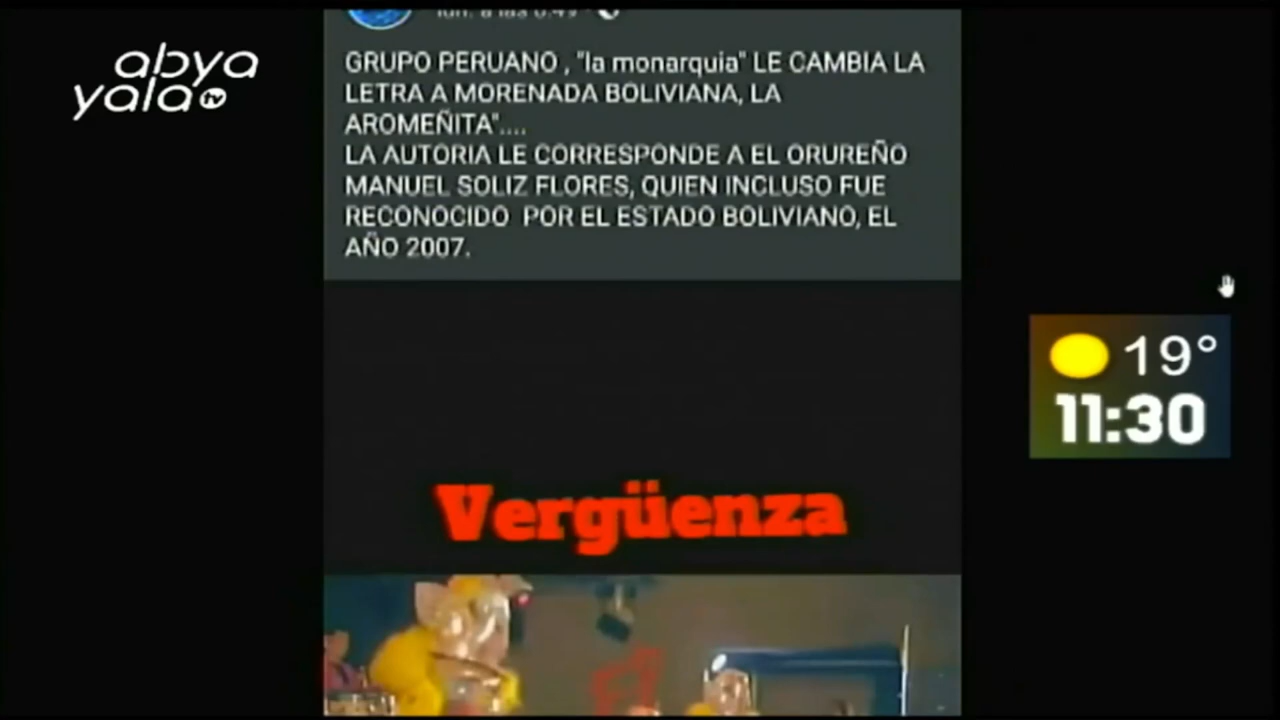 abya
yala tv
GRUPO PERUANO , "la monarquia" LE CAMBIA LA
LETRA A MORENADA BOLIVIANA, LA
AROMEÑITA"....
LA AUTORIA LE CORRESPONDE A EL ORUREÑO
MANUEL SOLIZ FLORES, QUIEN INCLUSO FUE
RECONOCIDO POR EL ESTADO BOLIVIANO, EL
AÑO 2007.
19°
11:30
Vergüenza